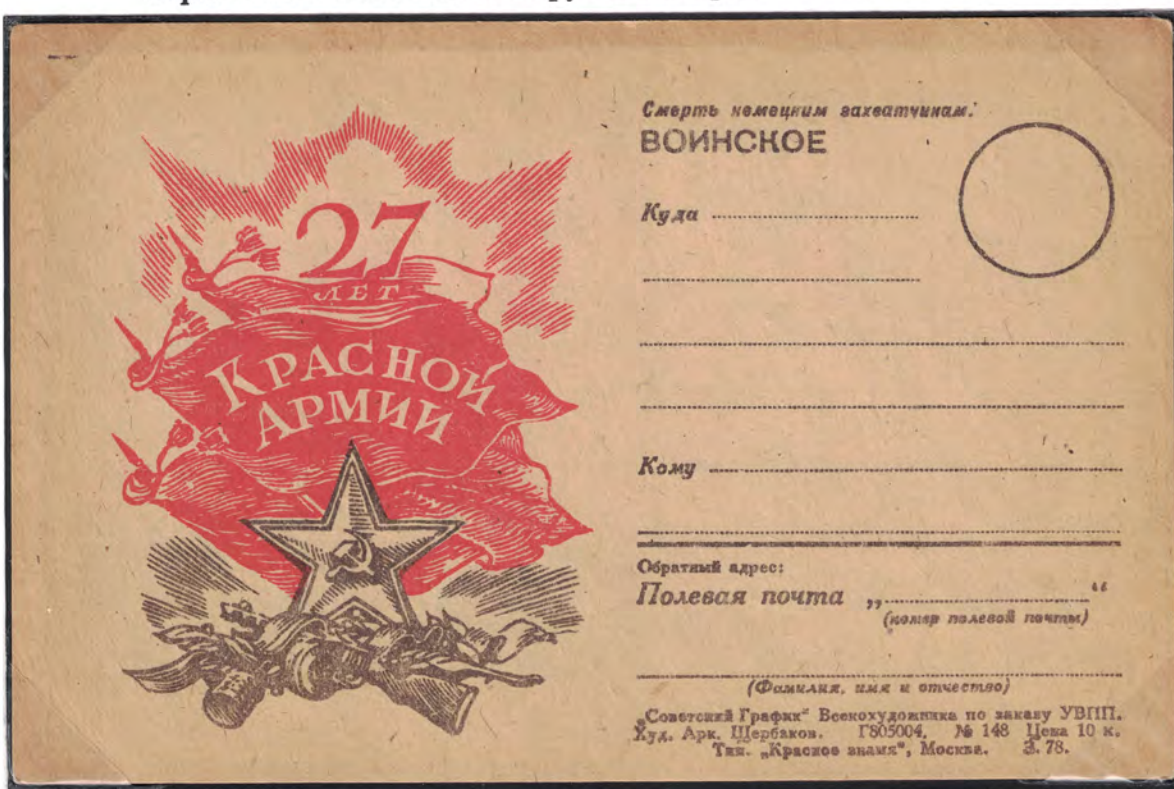 27
ЛЕТ
КРАСНОЙ
АРМИИ
Смерть немецким захватчикам!
ВОИНСКОЕ
Куда
Кому
Обратный адрес:
Полевая почта „ “
(номер полевой почты)
(Фамилия, имя и отчество)
„Советский График“ Всекохудожника по заказу УВПП.
Худ. Арк. Щербаков. Г805004. № 148 Цена 10 к.
Тип. „Красное знамя“, Москва. З. 78.